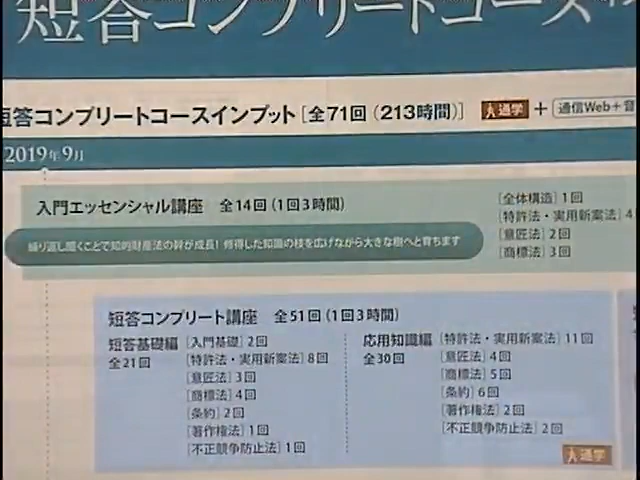 短答コンプリートコース
短答コンプリートコースインプット［全71回（213時間）］ 通学 + 通信Web+音
2019年9月
入門エッセンシャル講座 全14回（1回3時間）
繰り返し聞くことで知的財産法の幹が成長！修得した知識の枝を広げながら大きな樹へと育ちます
［全体構造］1回
［特許法・実用新案法］4
［意匠法］2回
［商標法］3回
短答コンプリート講座 全51回（1回3時間）
短答基礎編
全21回
［入門基礎］2回
［特許法・実用新案法］8回
［意匠法］3回
［商標法］4回
［条約］2回
［著作権法］1回
［不正競争防止法］1回
応用知識編
全30回
［特許法・実用新案法］11回
［意匠法］4回
［商標法］5回
［条約］6回
［著作権法］2回
［不正競争防止法］2回
通学